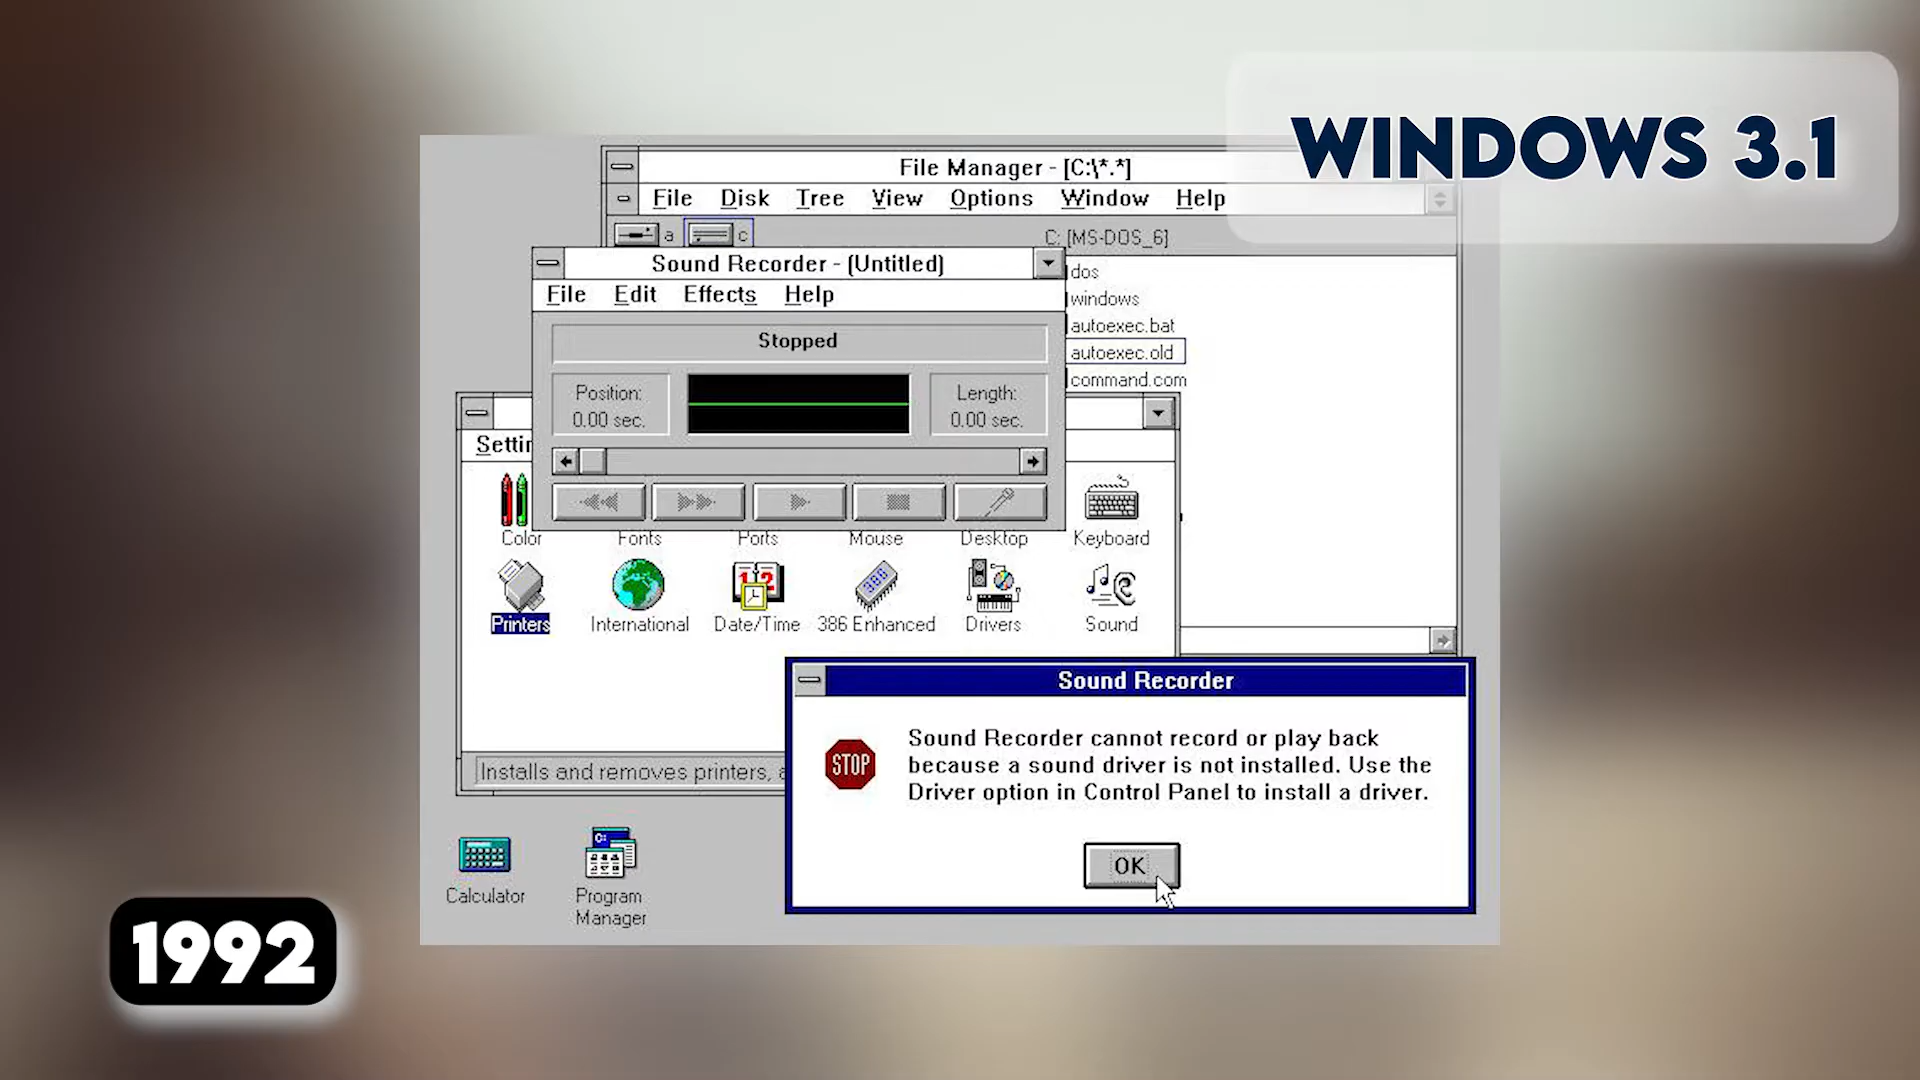 WINDOWS 3.1
File Manager - [C:\*.*]
File Disk Tree View Options Window Help
a c
C: [MS-DOS_6]
Sound Recorder - (Untitled)
File Edit Effects Help
Stopped
Position:
0.00 sec.
Length:
0.00 sec.
dos
windows
autoexec.bat
autoexec.old
command.com
Settin
Color Fonts Ports Mouse Desktop Keyboard
12
386
Printers International Date/Time 386 Enhanced Drivers Sound
Installs and removes printers, a
Sound Recorder
STOP
Sound Recorder cannot record or play back
because a sound driver is not installed. Use the
Driver option in Control Panel to install a driver.
OK
C:
Calculator
Program
Manager
1992